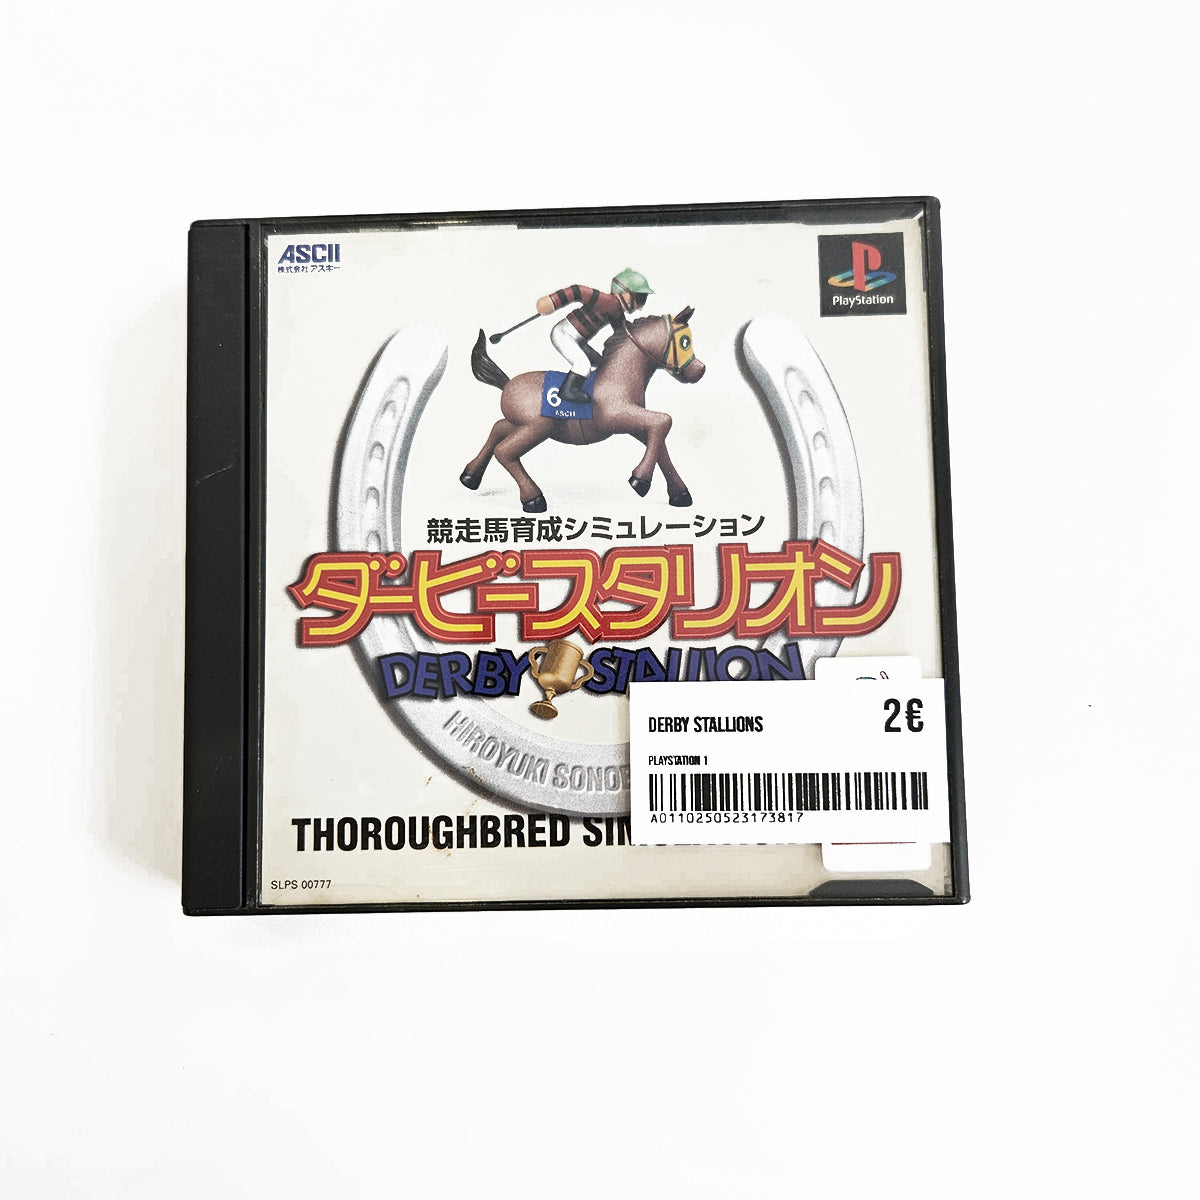 ASCII
株式会社アスキー
PlayStation
6
ASCII
競走馬育成シミュレーション
ダービースタリオン
DERBY STALLION
HIROYUKI SONOB
THOROUGHBRED
DERBY STALLIONS
2€
PLAYSTATION 1
A0110250523173817
SLPS 00777